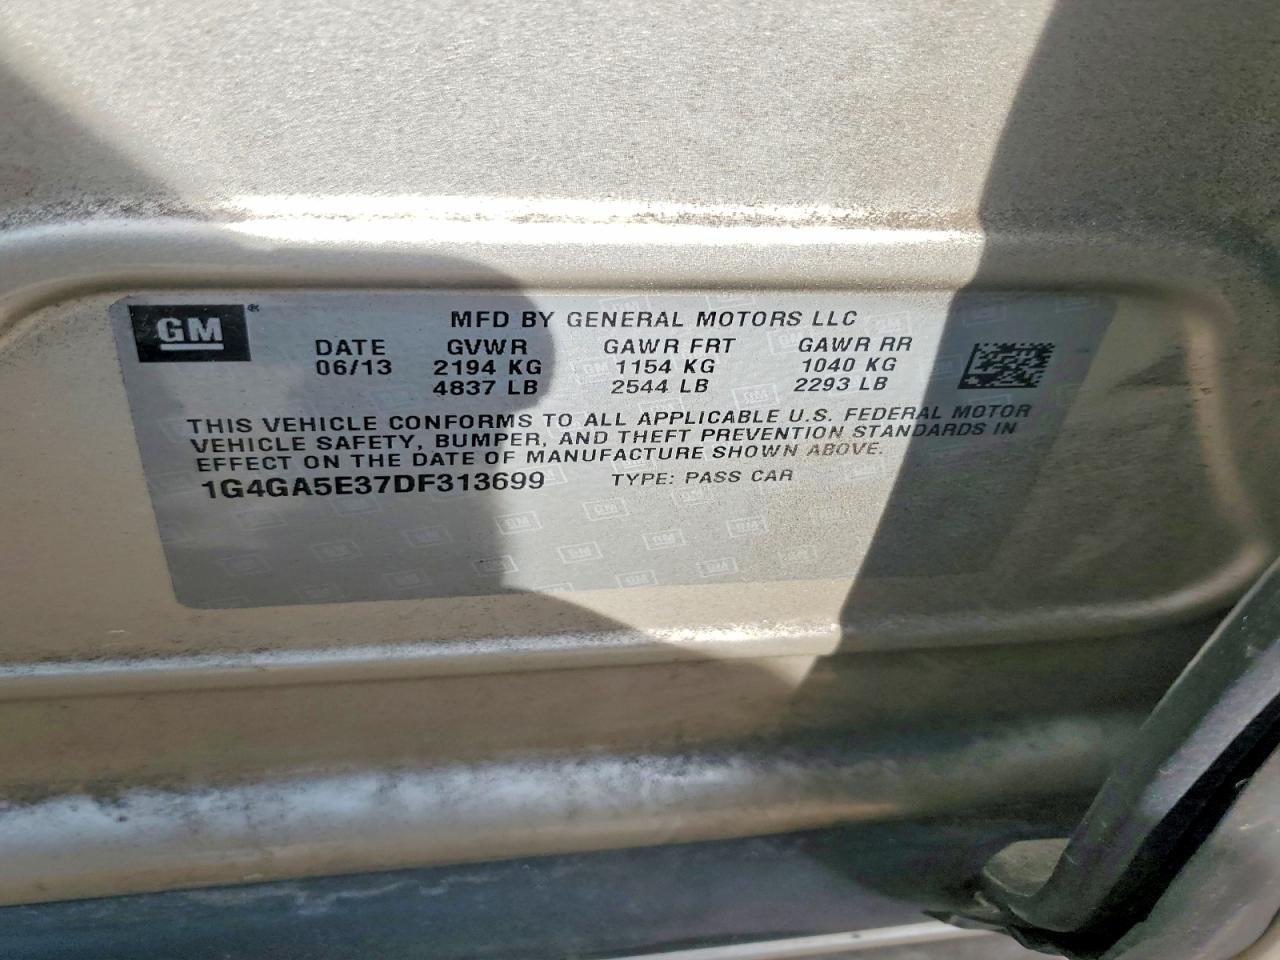 GM®
MFD BY GENERAL MOTORS LLC
DATE GVWR GAWR FRT GAWR RR
06/13 2194 KG 1154 KG 1040 KG
4837 LB 2544 LB 2293 LB
THIS VEHICLE CONFORMS TO ALL APPLICABLE U.S. FEDERAL MOTOR
VEHICLE SAFETY, BUMPER, AND THEFT PREVENTION STANDARDS IN
EFFECT ON THE DATE OF MANUFACTURE SHOWN ABOVE.
1G4GA5E37DF313699 TYPE: PASS CAR